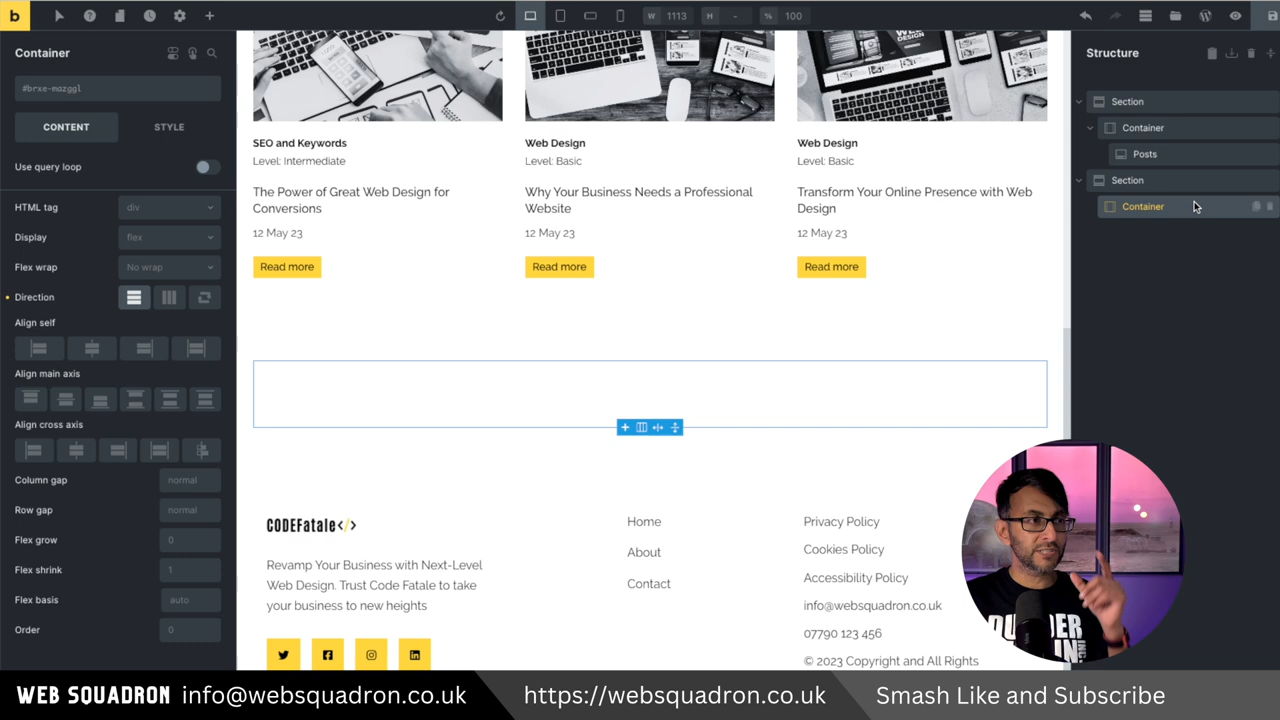 b
W 1113 H - % 100
Container
#brxe-mazggl
CONTENT STYLE
Use query loop
HTML tag div
Display flex
Flex wrap No wrap
Direction
Align self
Align main axis
Align cross axis
Column gap normal
Row gap normal
Flex grow 0
Flex shrink 1
Flex basis auto
Order 0
SEO and Keywords
Level: Intermediate
The Power of Great Web Design for
Conversions
12 May 23
Read more
Web Design
Level: Basic
Why Your Business Needs a Professional
Website
12 May 23
Read more
Web Design
Level: Basic
Transform Your Online Presence with Web
Design
12 May 23
Read more
CODEFatale</>
Revamp Your Business with Next-Level
Web Design. Trust Code Fatale to take
your business to new heights
Home
About
Contact
Privacy Policy
Cookies Policy
Accessibility Policy
info@websquadron.co.uk
07790 123 456
© 2023 Copyright and All Rights
Structure
Section
Container
Posts
Section
Container
WEB SQUADRON info@websquadron.co.uk https://websquadron.co.uk Smash Like and Subscribe